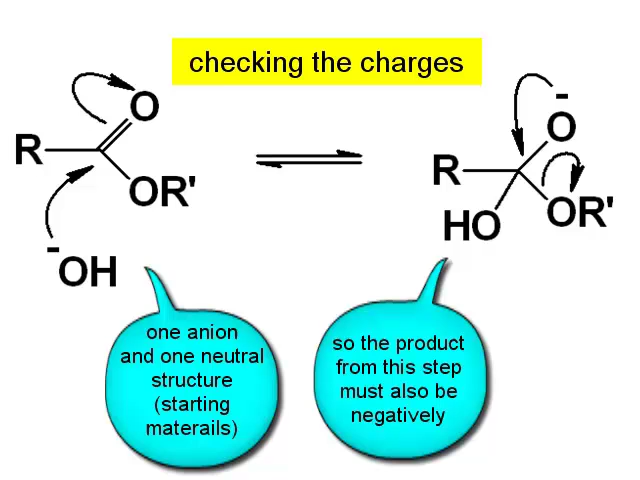 checking the charges
O
R
OR'
-
OH
-
O
R
OR'
HO
one anion
and one neutral
structure
(starting
materails)
so the product
from this step
must also be
negatively